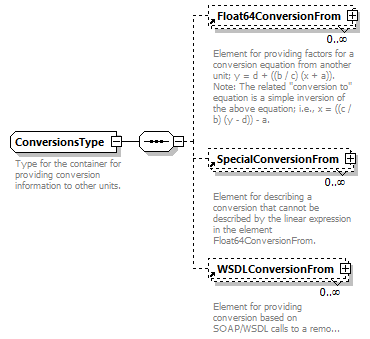 Float64ConversionFrom
0..∞
Element for providing factors for a
conversion equation from another
unit; y = d + ((b / c) (x + a)).
Note: The related "conversion to"
equation is a simple inversion of
the above equation; i.e., x = ((c /
b) (y - d)) - a.
ConversionsType
Type for the container for
providing conversion
information to other units.
SpecialConversionFrom
0..∞
Element for describing a
conversion that cannot be
described by the linear expression
in the element
Float64ConversionFrom.
WSDLConversionFrom
0..∞
Element for providing
conversion based on
SOAP/WSDL calls to a remo...